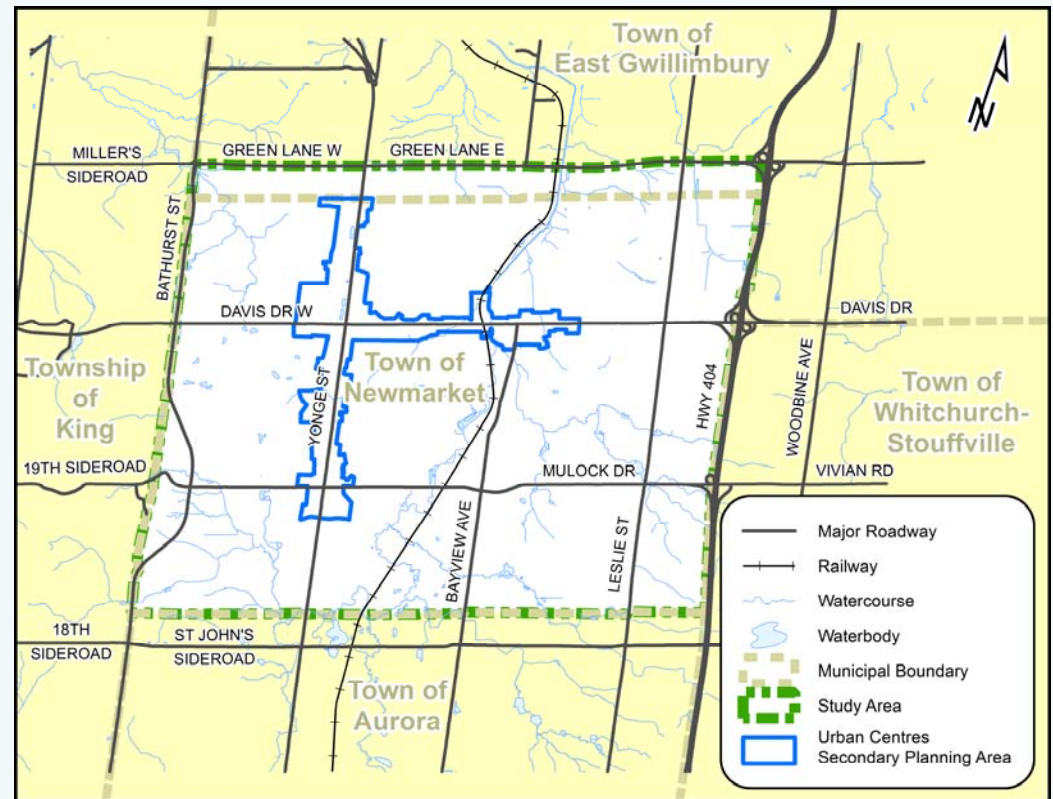 Town of
East Gwillimbury
N
MILLER'S
SIDEROAD
GREEN LANE W
GREEN LANE E
BATHURST ST
DAVIS DR W
DAVIS DR
Township
of
King
YONGE ST
Town of
Newmarket
HWY 404
WOODBINE AVE
Town of
Whitchurch-
Stouffville
19TH SIDEROAD
MULOCK DR
VIVIAN RD
BAYVIEW AVE
LESLIE ST
18TH
SIDEROAD
ST JOHN'S
SIDEROAD
Town of
Aurora
Major Roadway
Railway
Watercourse
Waterbody
Municipal Boundary
Study Area
Urban Centres
Secondary Planning Area